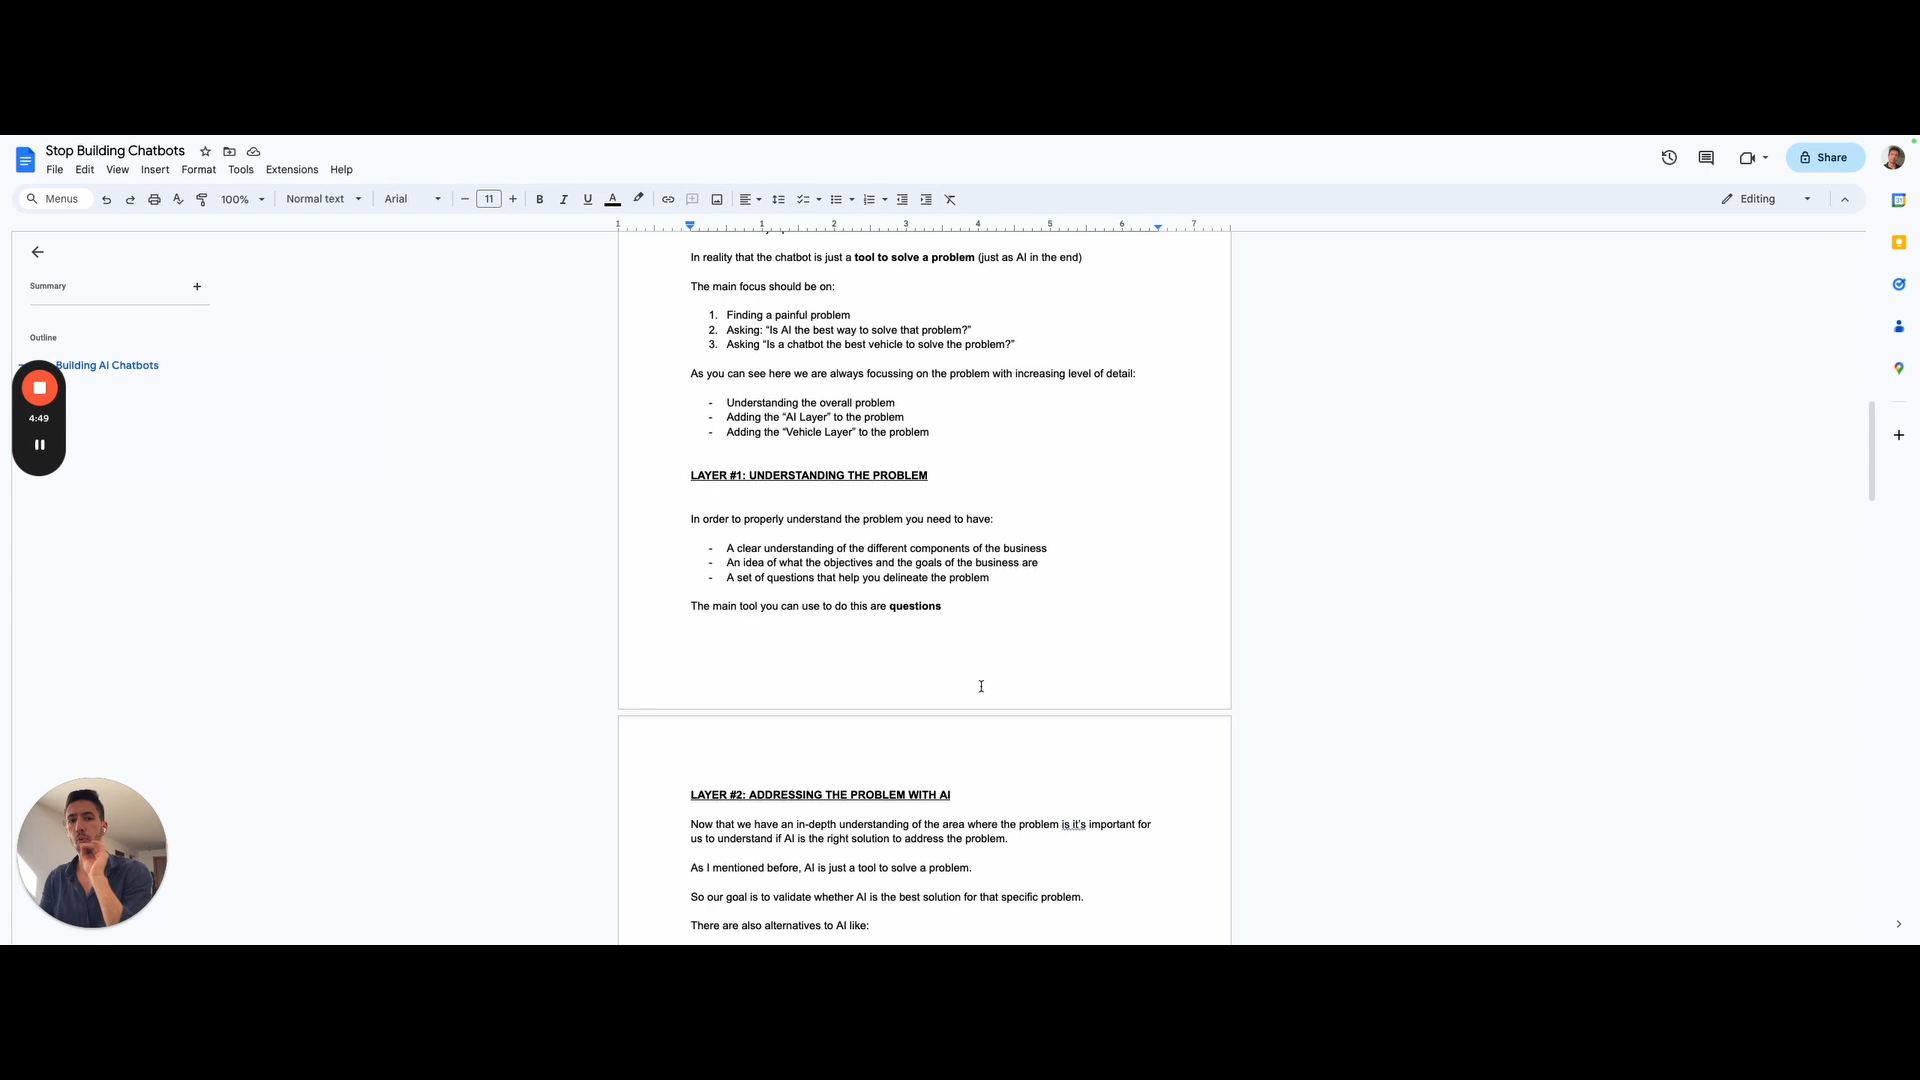 Stop Building Chatbots
File Edit View Insert Format Tools Extensions Help
Share
Menus 100% Normal text Arial 11 Editing
1 1 2 3 4 5 6 7
In reality that the chatbot is just a tool to solve a problem (just as AI in the end)
Summary
The main focus should be on:
1. Finding a painful problem
2. Asking: “Is AI the best way to solve that problem?”
3. Asking “Is a chatbot the best vehicle to solve the problem?”
Outline
Building AI Chatbots
As you can see here we are always focussing on the problem with increasing level of detail:
- Understanding the overall problem
- Adding the “AI Layer” to the problem
- Adding the “Vehicle Layer” to the problem
4:49
LAYER #1: UNDERSTANDING THE PROBLEM
In order to properly understand the problem you need to have:
- A clear understanding of the different components of the business
- An idea of what the objectives and the goals of the business are
- A set of questions that help you delineate the problem
The main tool you can use to do this are questions
LAYER #2: ADDRESSING THE PROBLEM WITH AI
Now that we have an in-depth understanding of the area where the problem is it’s important for
us to understand if AI is the right solution to address the problem.
As I mentioned before, AI is just a tool to solve a problem.
So our goal is to validate whether AI is the best solution for that specific problem.
There are also alternatives to AI like: